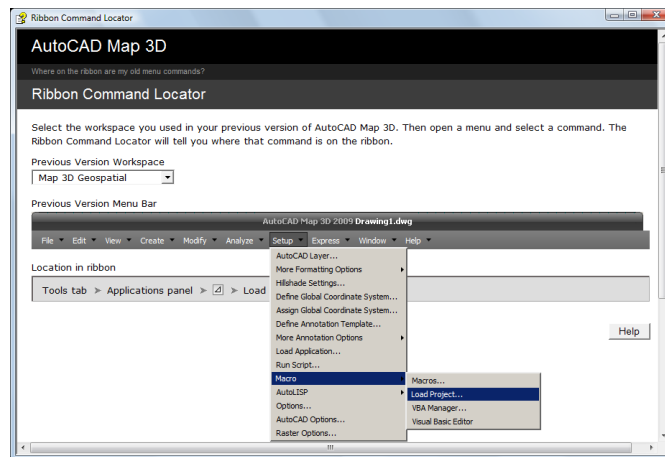 Ribbon Command Locator
AutoCAD Map 3D
Where on the ribbon are my old menu commands?
Ribbon Command Locator
Select the workspace you used in your previous version of AutoCAD Map 3D. Then open a menu and select a command. The
Ribbon Command Locator will tell you where that command is on the ribbon.
Previous Version Workspace
Map 3D Geospatial
Previous Version Menu Bar
AutoCAD Map 3D 2009 Drawing1.dwg
File Edit View Create Modify Analyze Setup Express Window Help
Location in ribbon
Tools tab > Applications panel > > Load
AutoCAD Layer...
More Formatting Options
Hillshade Settings...
Define Global Coordinate System...
Assign Global Coordinate System...
Define Annotation Template...
More Annotation Options
Load Application...
Run Script...
Macro
AutoLISP
Options...
AutoCAD Options...
Raster Options...
Macros...
Load Project...
VBA Manager...
Visual Basic Editor
Help